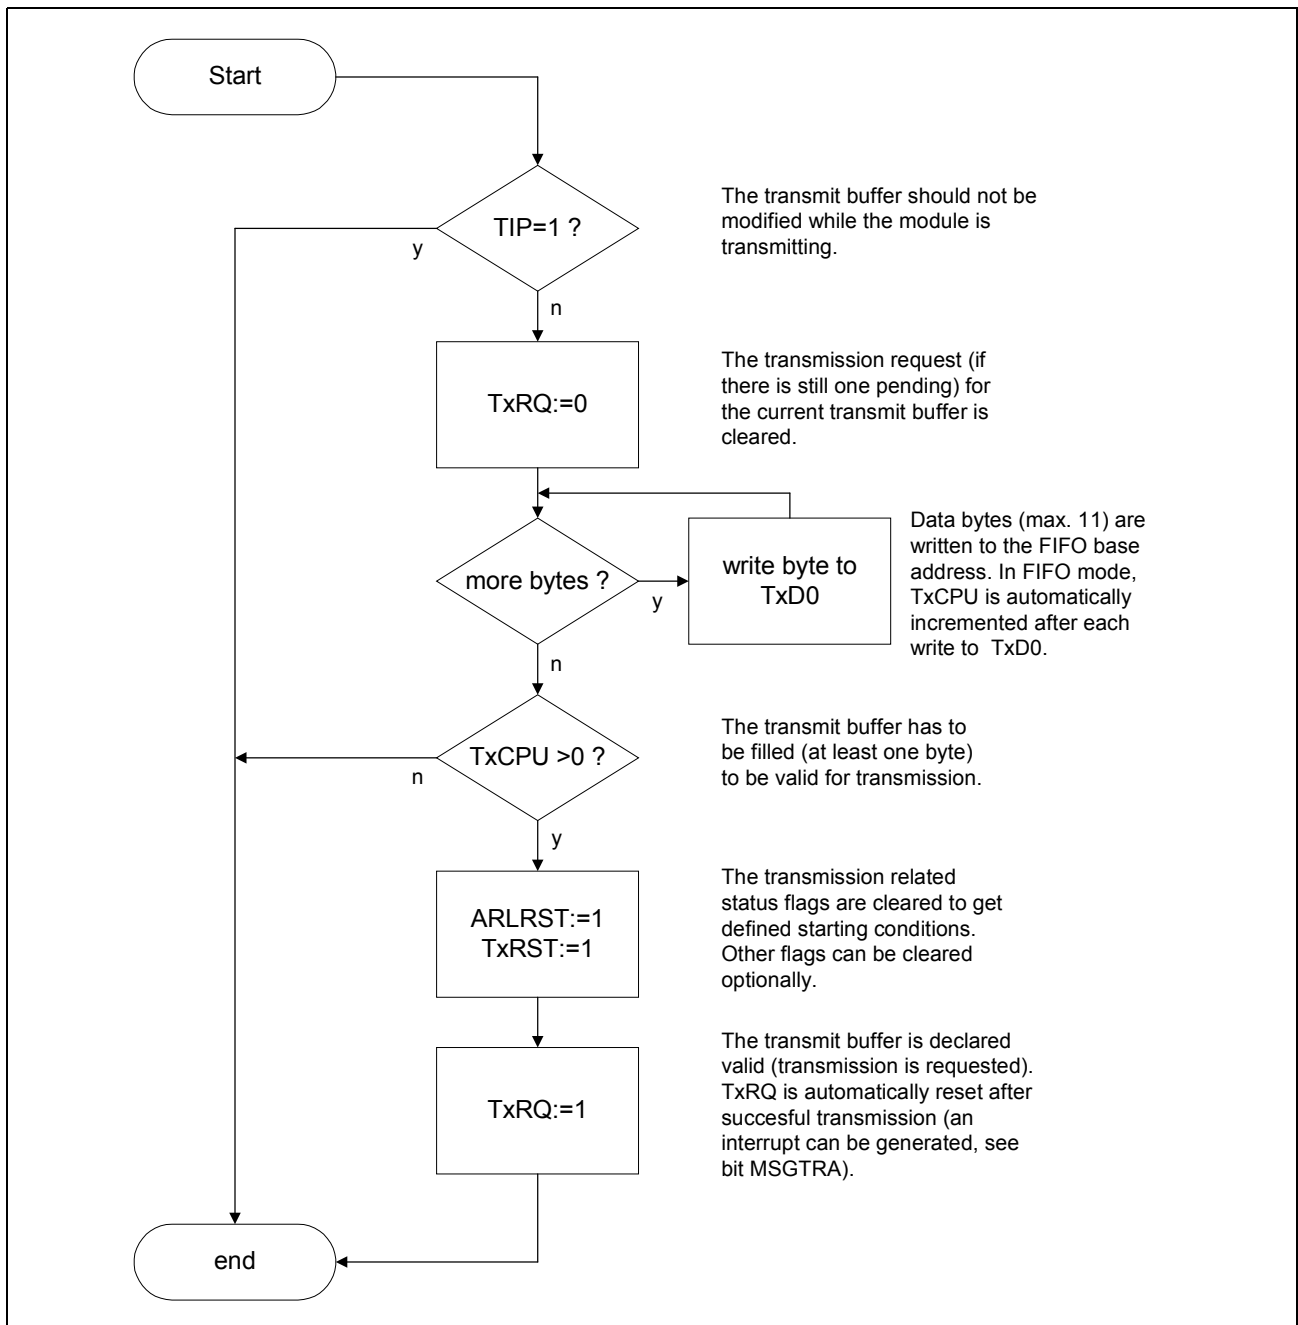 Start
TIP=1 ?
y
n
The transmit buffer should not be
modified while the module is
transmitting.
TxRQ:=0
The transmission request (if
there is still one pending) for
the current transmit buffer is
cleared.
more bytes ?
y
n
write byte to
TxD0
Data bytes (max. 11) are
written to the FIFO base
address. In FIFO mode,
TxCPU is automatically
incremented after each
write to  TxD0.
TxCPU >0 ?
n
y
The transmit buffer has to
be filled (at least one byte)
to be valid for transmission.
ARLRST:=1
TxRST:=1
The transmission related
status flags are cleared to get
defined starting conditions.
Other flags can be cleared
optionally.
TxRQ:=1
The transmit buffer is declared
valid (transmission is requested).
TxRQ is automatically reset after
succesful transmission (an
interrupt can be generated, see
bit MSGTRA).
end